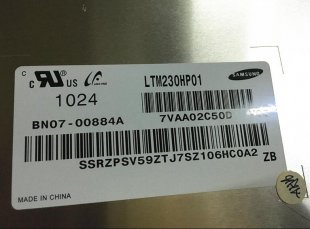 LTM230HP01
SAMSUNG
1024
BN07-00884A
7VAA02C50D
SSRZPSV59ZTJ7SZ106HC0A2
ZB
MADE IN CHINA